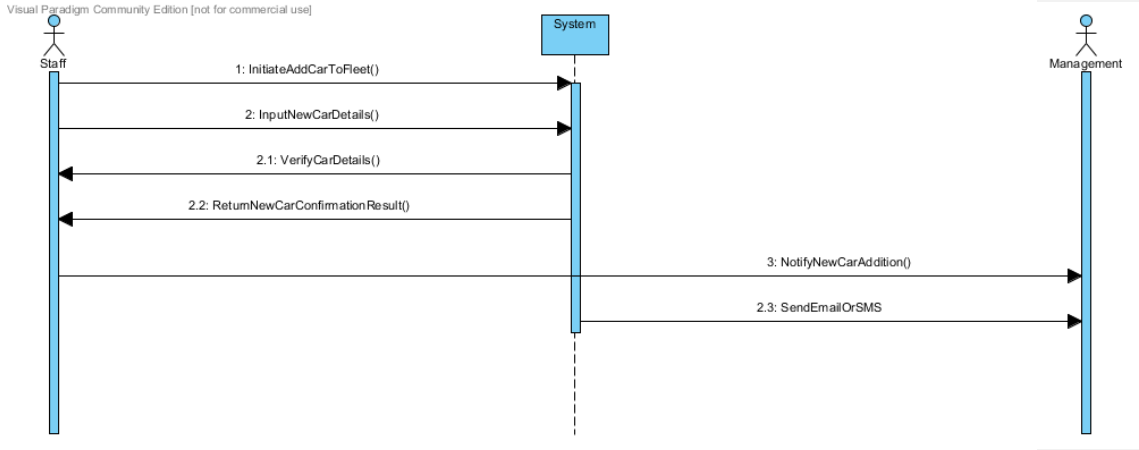 Visual Paradigm Community Edition [not for commercial use]
System
Staff
Management
1: InitiateAddCarToFleet()
2: InputNewCarDetails()
2.1: VerifyCarDetails()
2.2: ReturnNewCarConfirmationResult()
3: NotifyNewCarAddition()
2.3: SendEmailOrSMS